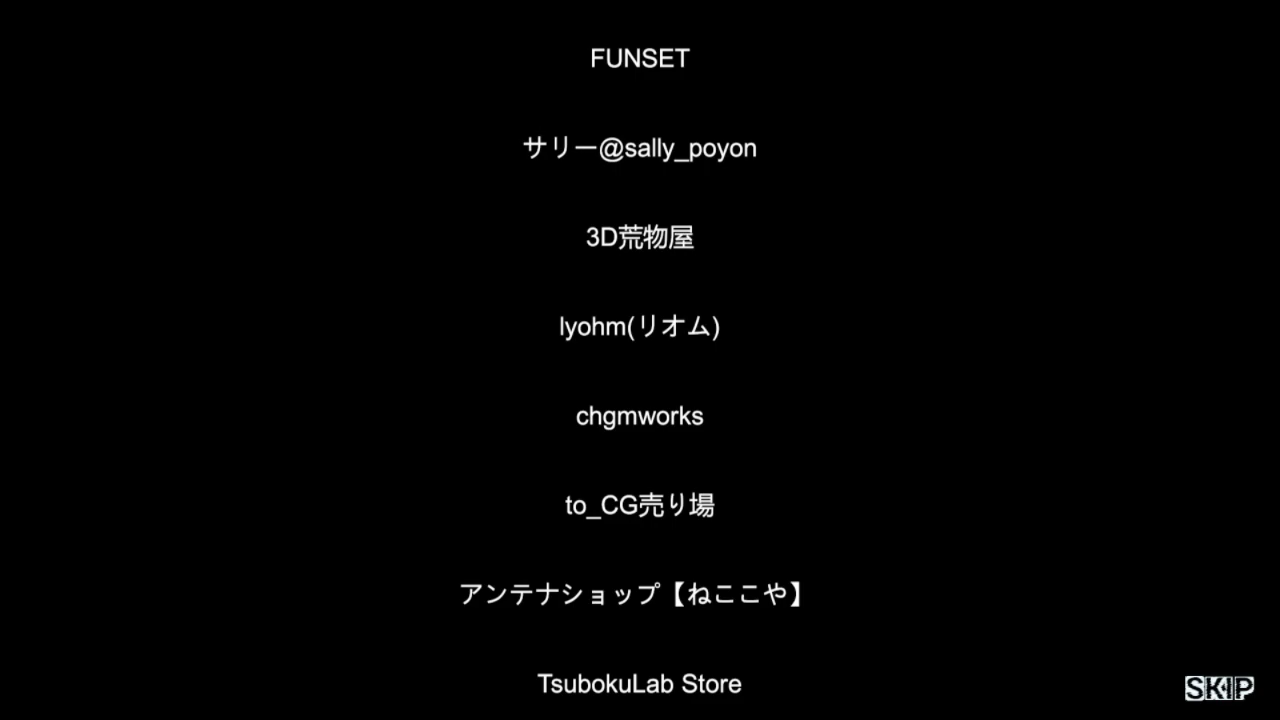 FUNSET
サリー@sally_poyon
3D荒物屋
lyohm(リオム)
chgmworks
to_CG売り場
アンテナショップ【ねここや】
TsubokuLab Store
SKIP